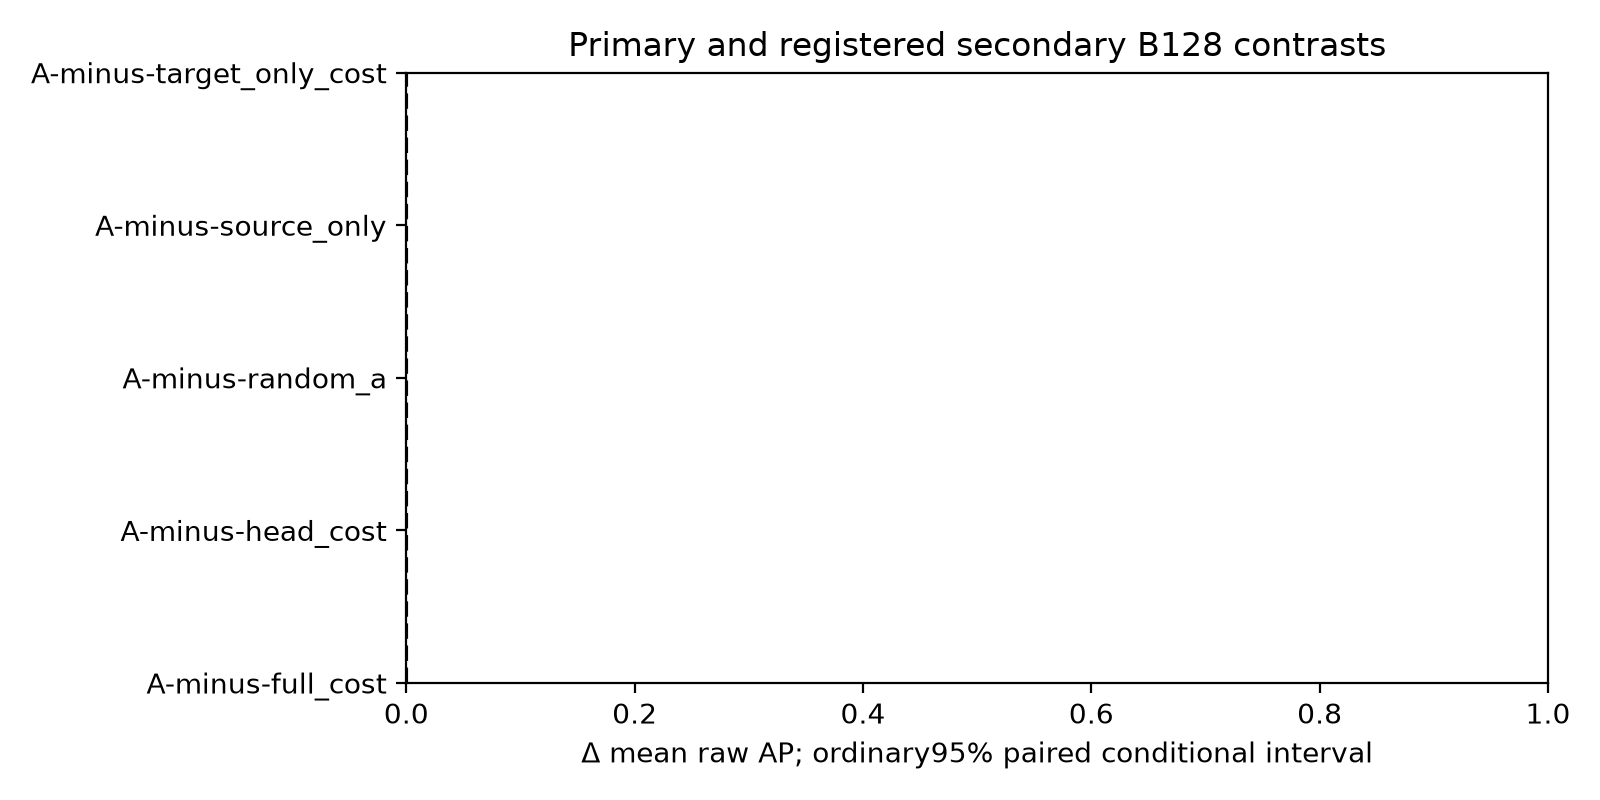 Primary and registered secondary B128 contrasts
A-minus-target_only_cost
A-minus-source_only
A-minus-random_a
A-minus-head_cost
A-minus-full_cost
0.0 0.2 0.4 0.6 0.8 1.0
Δ mean raw AP; ordinary95% paired conditional interval